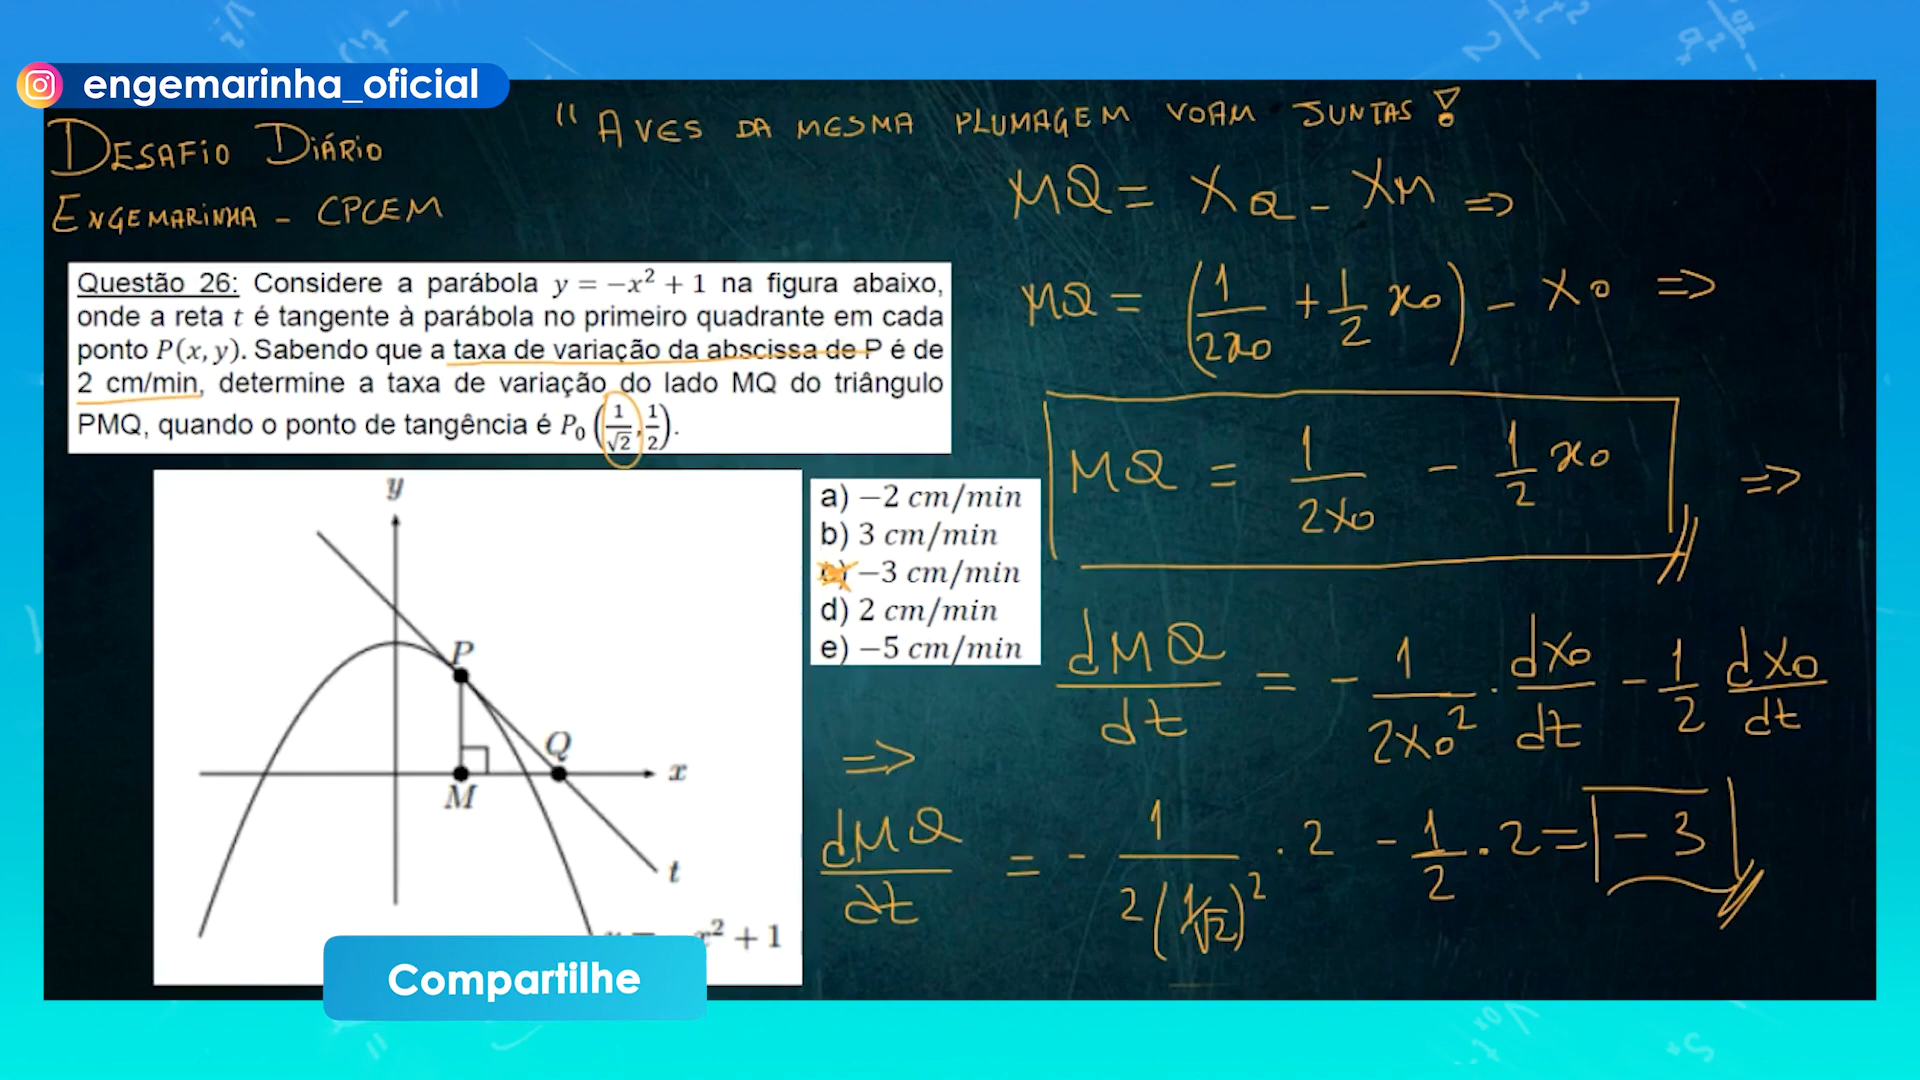 engemarinha_oficial
"AVES DA MESMA PLUMAGEM VOAM JUNTAS!
DESAFIO DIÁRIO
ENGEMARINHA - CPCEM
Questão 26: Considere a parábola y = −x² + 1 na figura abaixo,
onde a reta t é tangente à parábola no primeiro quadrante em cada
ponto P(x, y). Sabendo que a taxa de variação da abscissa de P é de
2 cm/min, determine a taxa de variação do lado MQ do triângulo
PMQ, quando o ponto de tangência é P₀ (1/√2, 1/2).
y
P
Q
x
M
t
x² + 1
a) −2 cm/min
b) 3 cm/min
c) −3 cm/min
d) 2 cm/min
e) −5 cm/min
MQ = XQ - XM =>
MQ = (1/2x₀ + 1/2 x₀) - x₀ =>
MQ = 1/2x₀ - 1/2 x₀ =>
dMQ/dt = - 1/2x₀² · dx₀/dt - 1/2 dx₀/dt
=>
dMQ/dt = - 1/2(1/√2)² · 2 - 1/2 · 2 = -3
Compartilhe